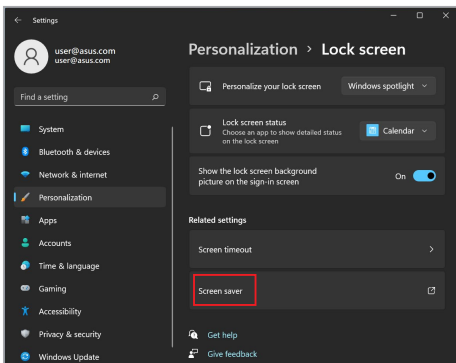 Settings
user@asus.com
user@asus.com
Find a setting
System
Bluetooth & devices
Network & internet
Personalization
Apps
Accounts
Time & language
Gaming
Accessibility
Privacy & security
Windows Update
Personalization > Lock screen
Personalize your lock screen
Windows spotlight
Lock screen status
Choose an app to show detailed status
on the lock screen
Calendar
Show the lock screen background
picture on the sign-in screen
On
Related settings
Screen timeout
Screen saver
Get help
Give feedback